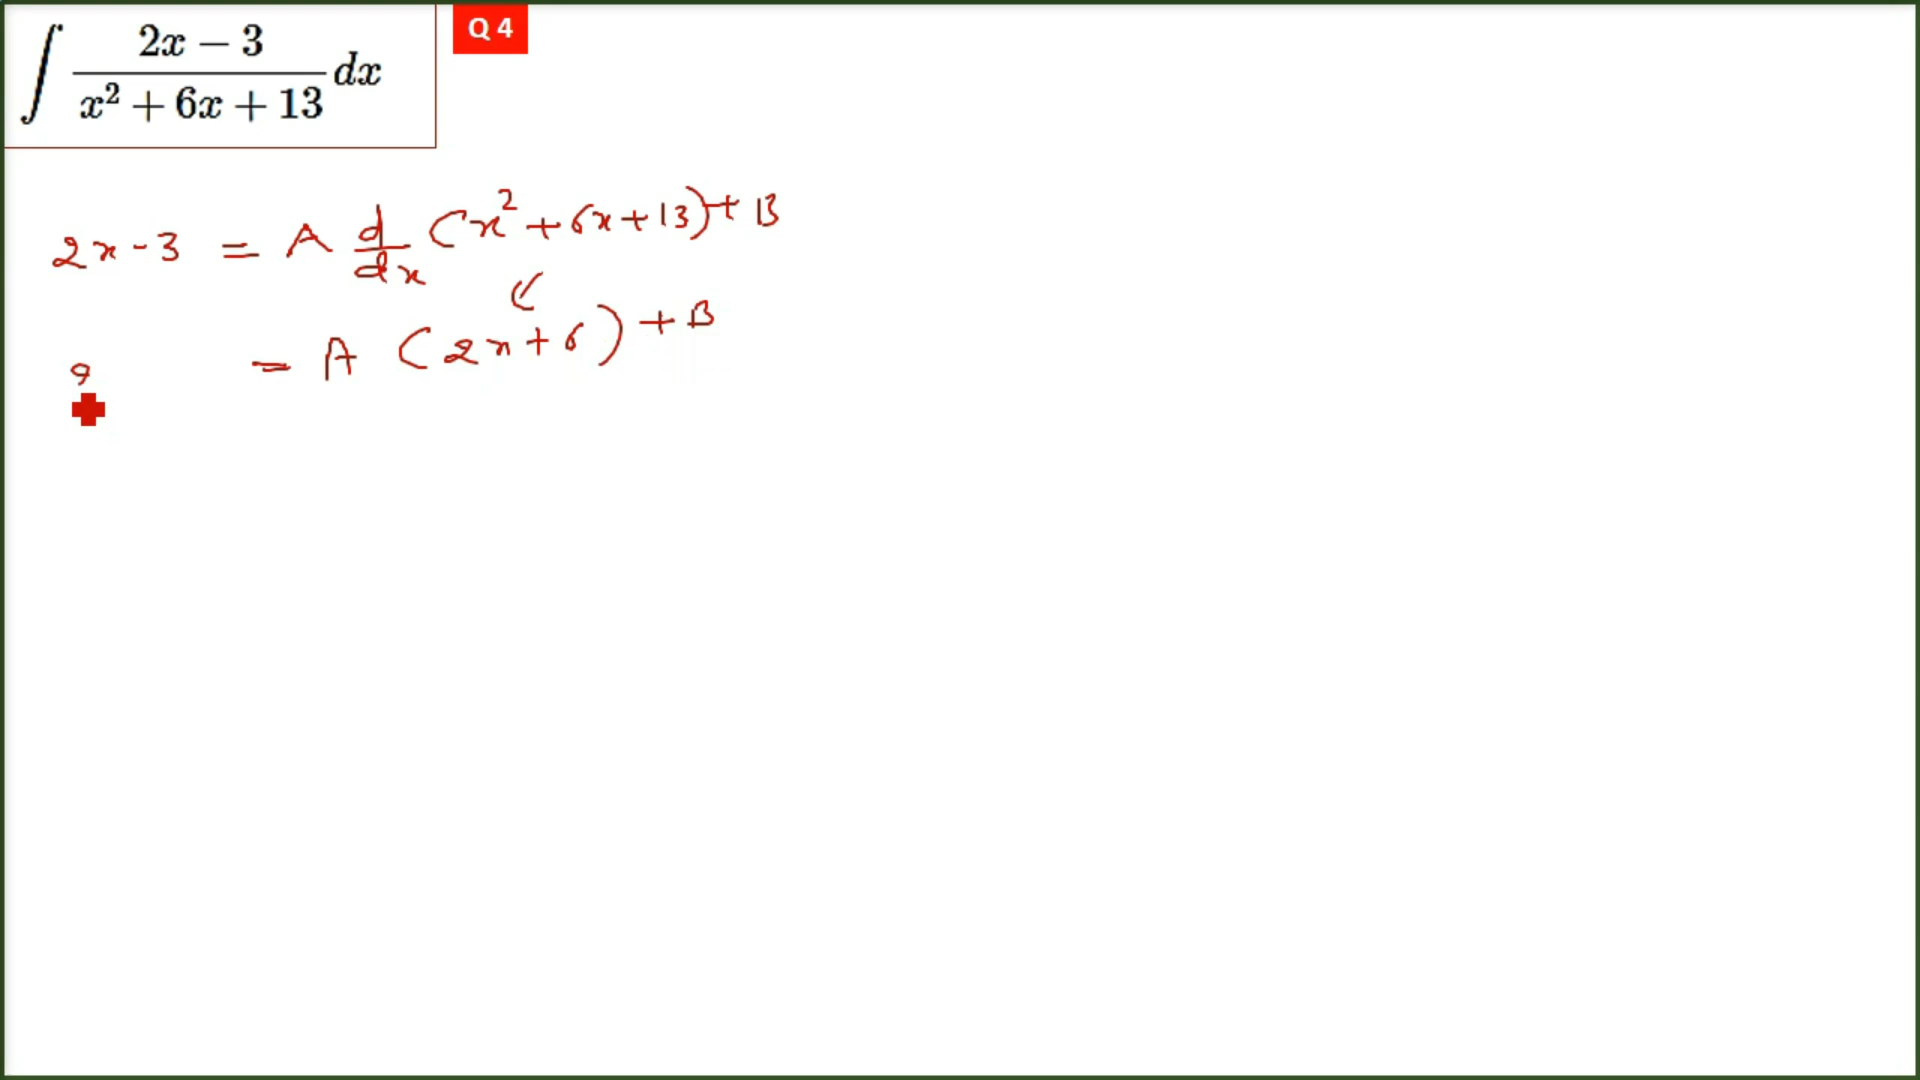 ∫ (2x − 3)/(x² + 6x + 13) dx
Q 4
2x - 3 = A d/dx (x² + 6x + 13) + B
= A (2x + 6) + B